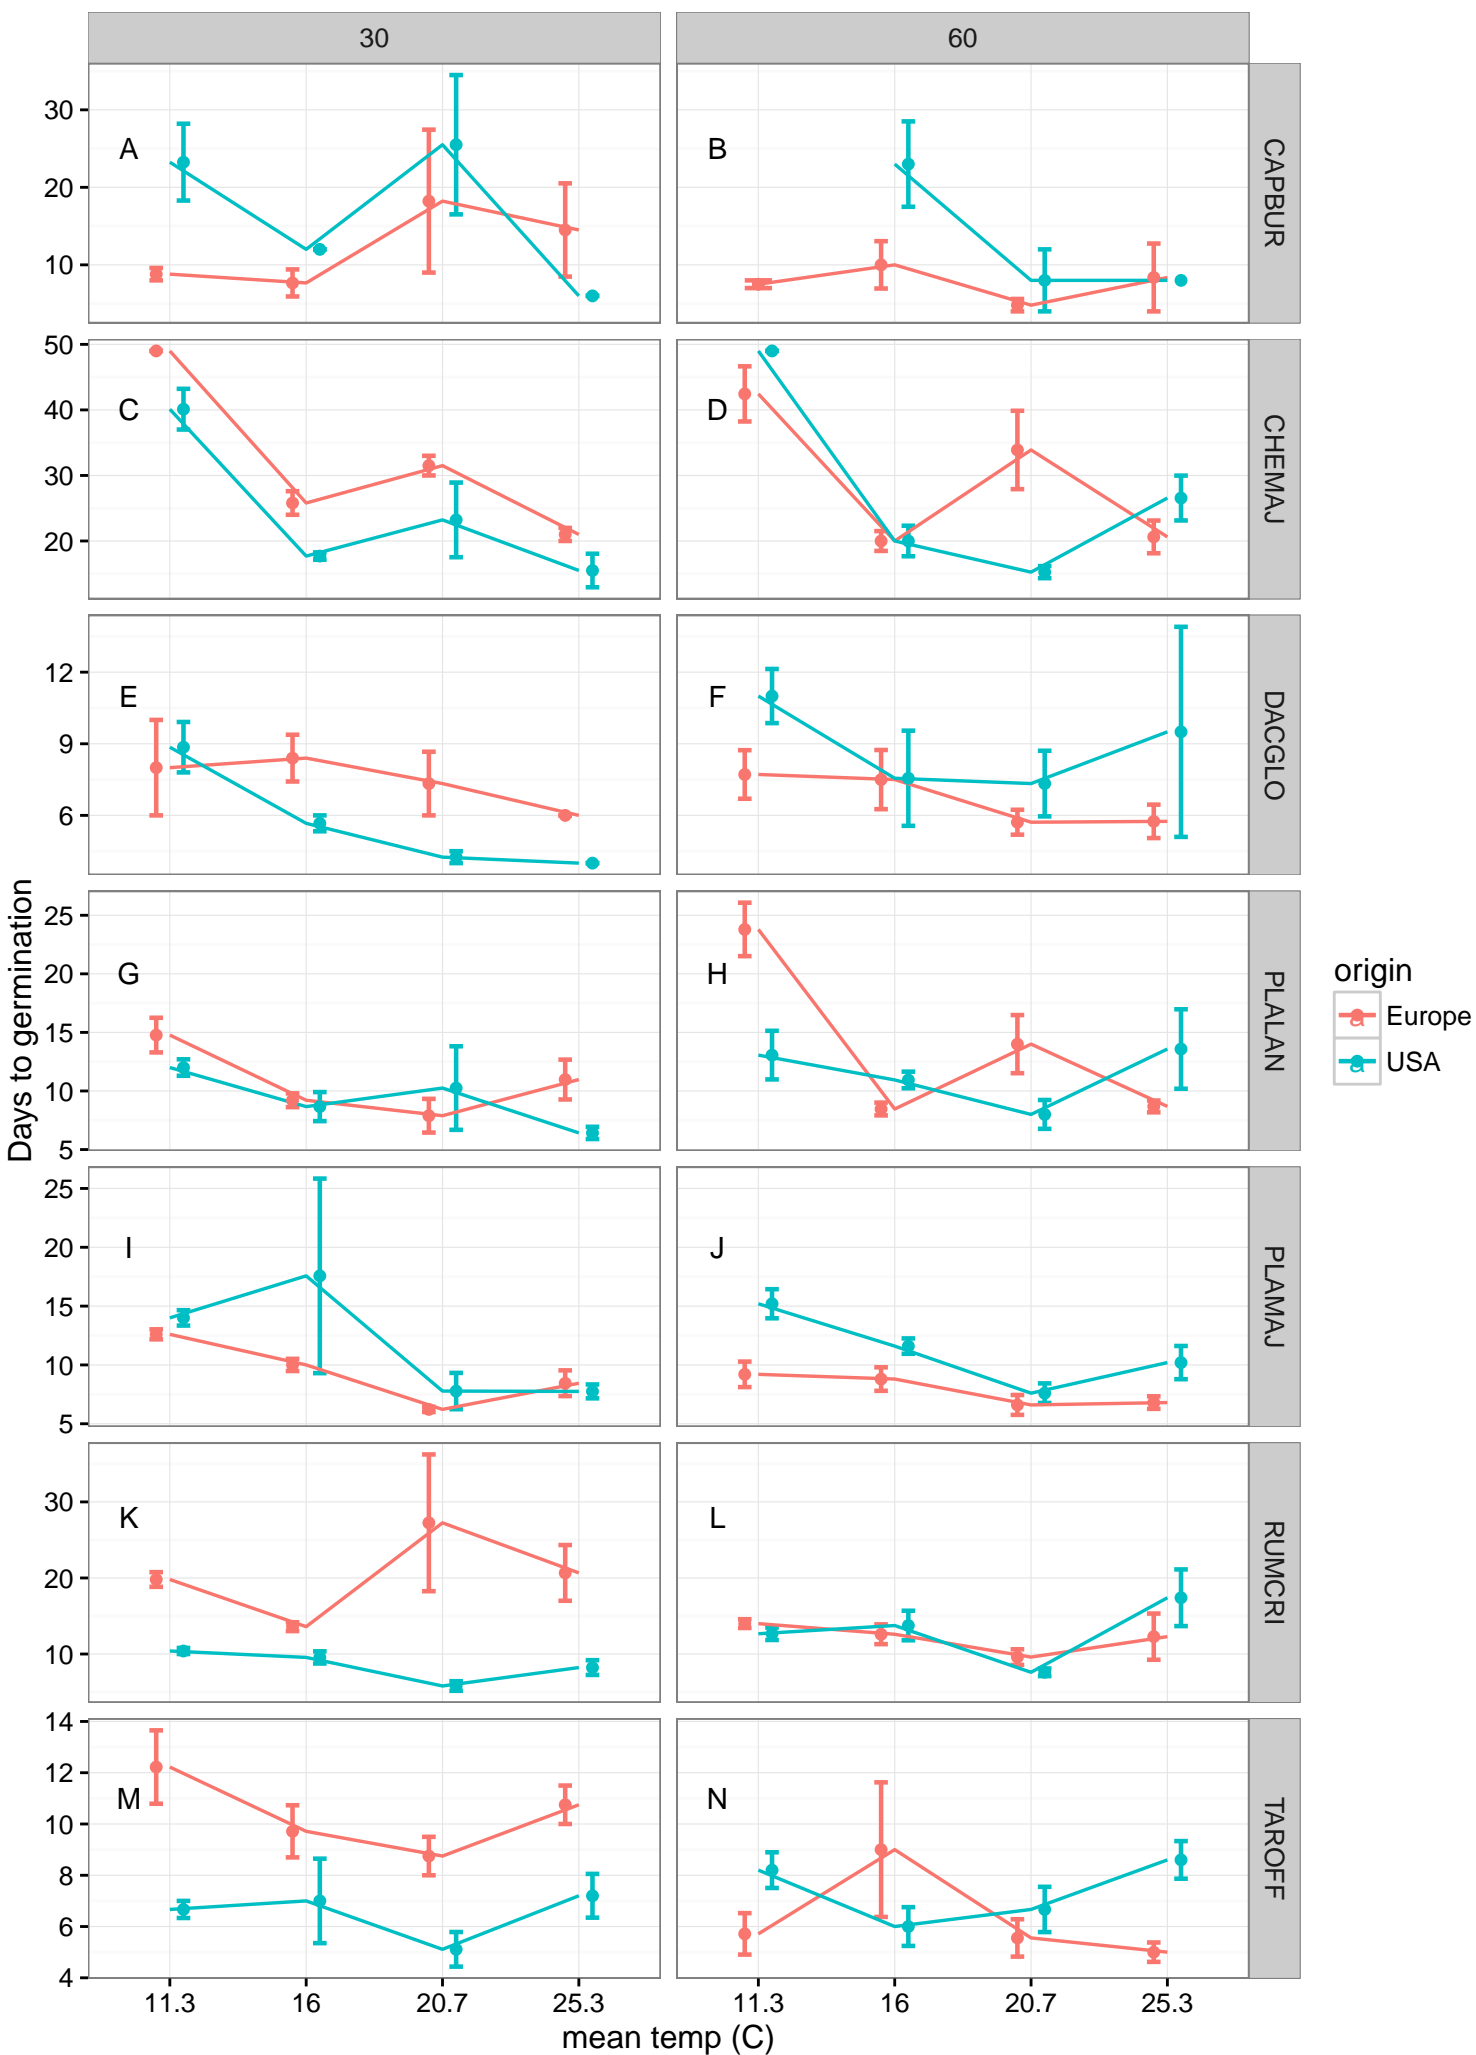 30
60
30
20
10
A
B
CAPBUR
50
40
30
20
C
D
CHEMAJ
12
9
6
E
F
DACGLO
25
20
15
10
5
G
H
PLALAN
25
20
15
10
5
I
J
PLAMAJ
30
20
10
K
L
RUMCRI
14
12
10
8
6
4
M
N
TAROFF
11.3 16 20.7 25.3
11.3 16 20.7 25.3
mean temp (C)
Days to germination
origin
a Europe
a USA